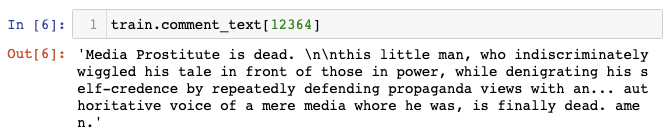 In [6]: 1 train.comment_text[12364]
Out[6]: 'Media Prostitute is dead. \n\nthis little man, who indiscriminately
wiggled his tale in front of those in power, while denigrating his s
elf-credence by repeatedly defending propaganda views with an... aut
horitative voice of a mere media whore he was, is finally dead. ame
n.'